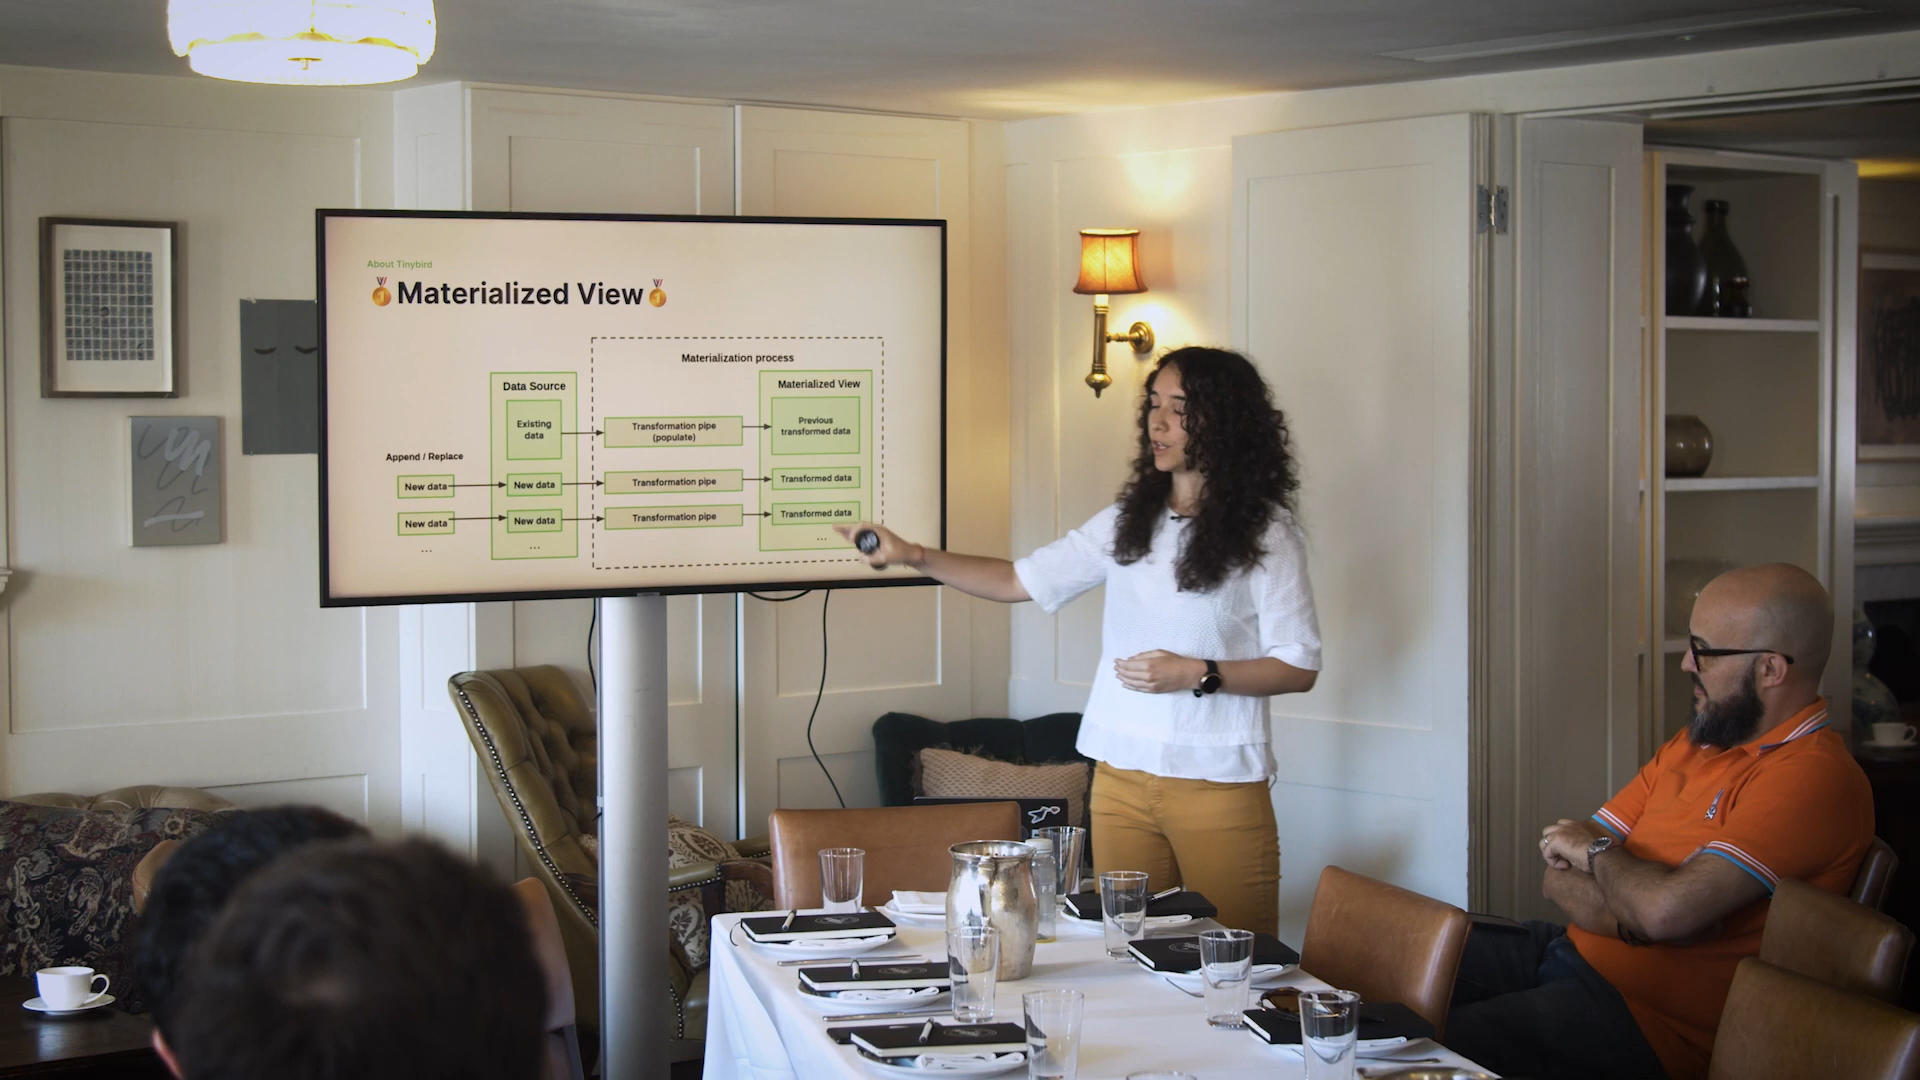 About Tinybird
Materialized View
Materialization process
Data Source
Materialized View
Existing
data
Transformation pipe
(populate)
Previous
transformed data
Append / Replace
New data
New data
Transformation pipe
Transformed data
New data
New data
Transformation pipe
Transformed data
...
...
...